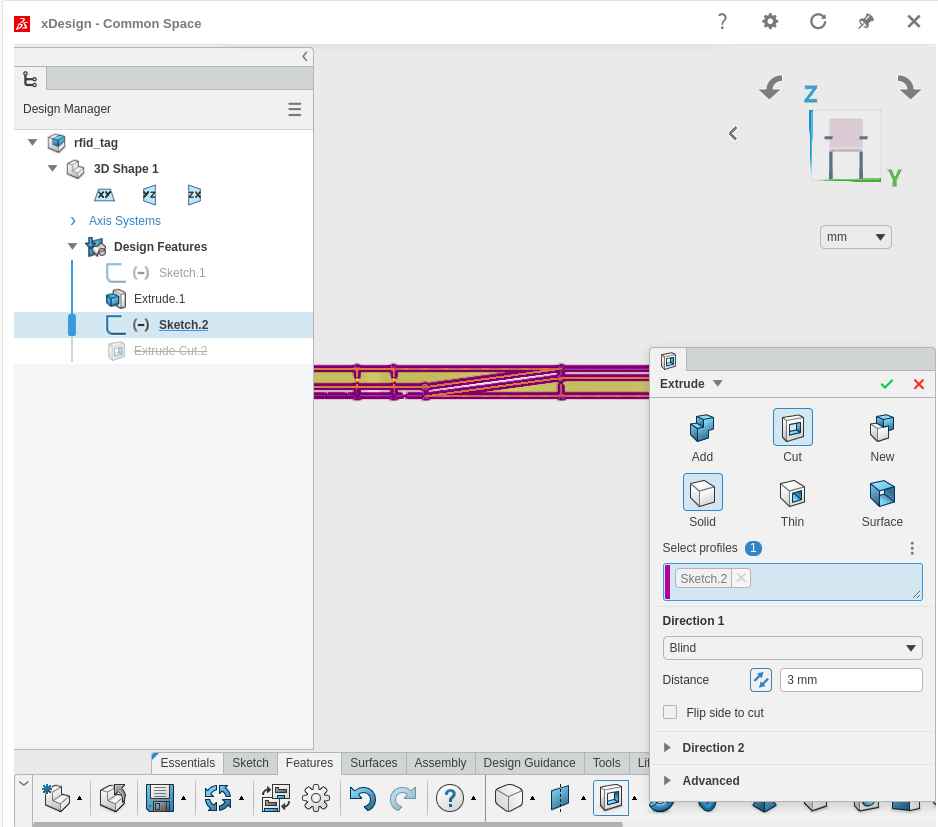 xDesign - Common Space
?
Design Manager
rfid_tag
3D Shape 1
XY YZ ZX
Axis Systems
Design Features
(-) Sketch.1
Extrude.1
(-) Sketch.2
Extrude Cut.2
Z
Y
mm
Extrude
Add Cut New
Solid Thin Surface
Select profiles 1
Sketch.2
Direction 1
Blind
Distance 3 mm
Flip side to cut
Direction 2
Advanced
Essentials Sketch Features Surfaces Assembly Design Guidance Tools
?